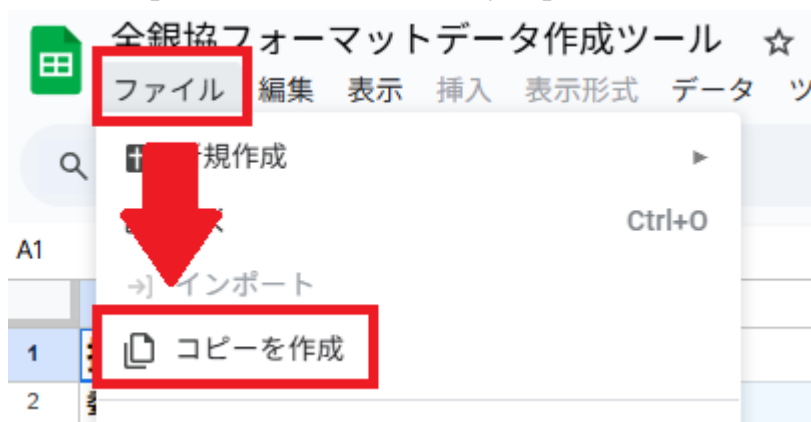 全銀協フォーマットデータ作成ツール
ファイル 編集 表示 挿入 表示形式 データ ツ
規作成
Ctrl+O
A1
インポート
コピーを作成
1
2